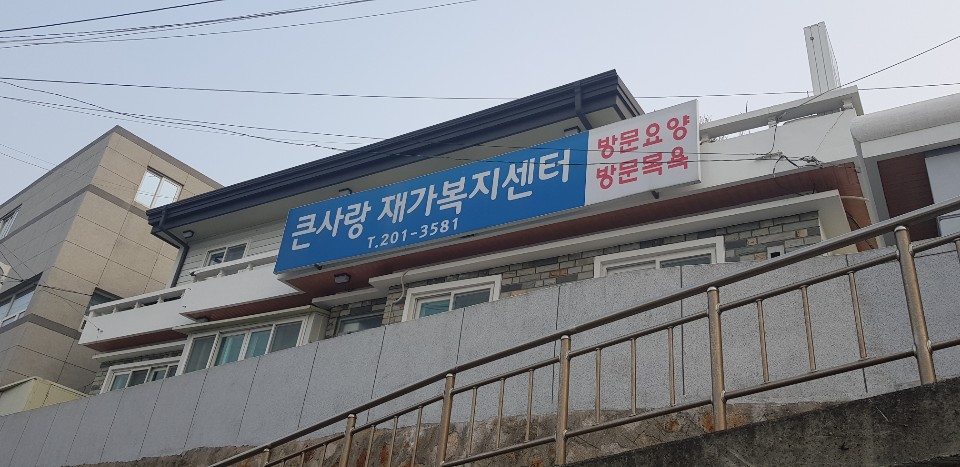 큰사랑 재가복지센터
T.201-3581
방문요양
방문목욕